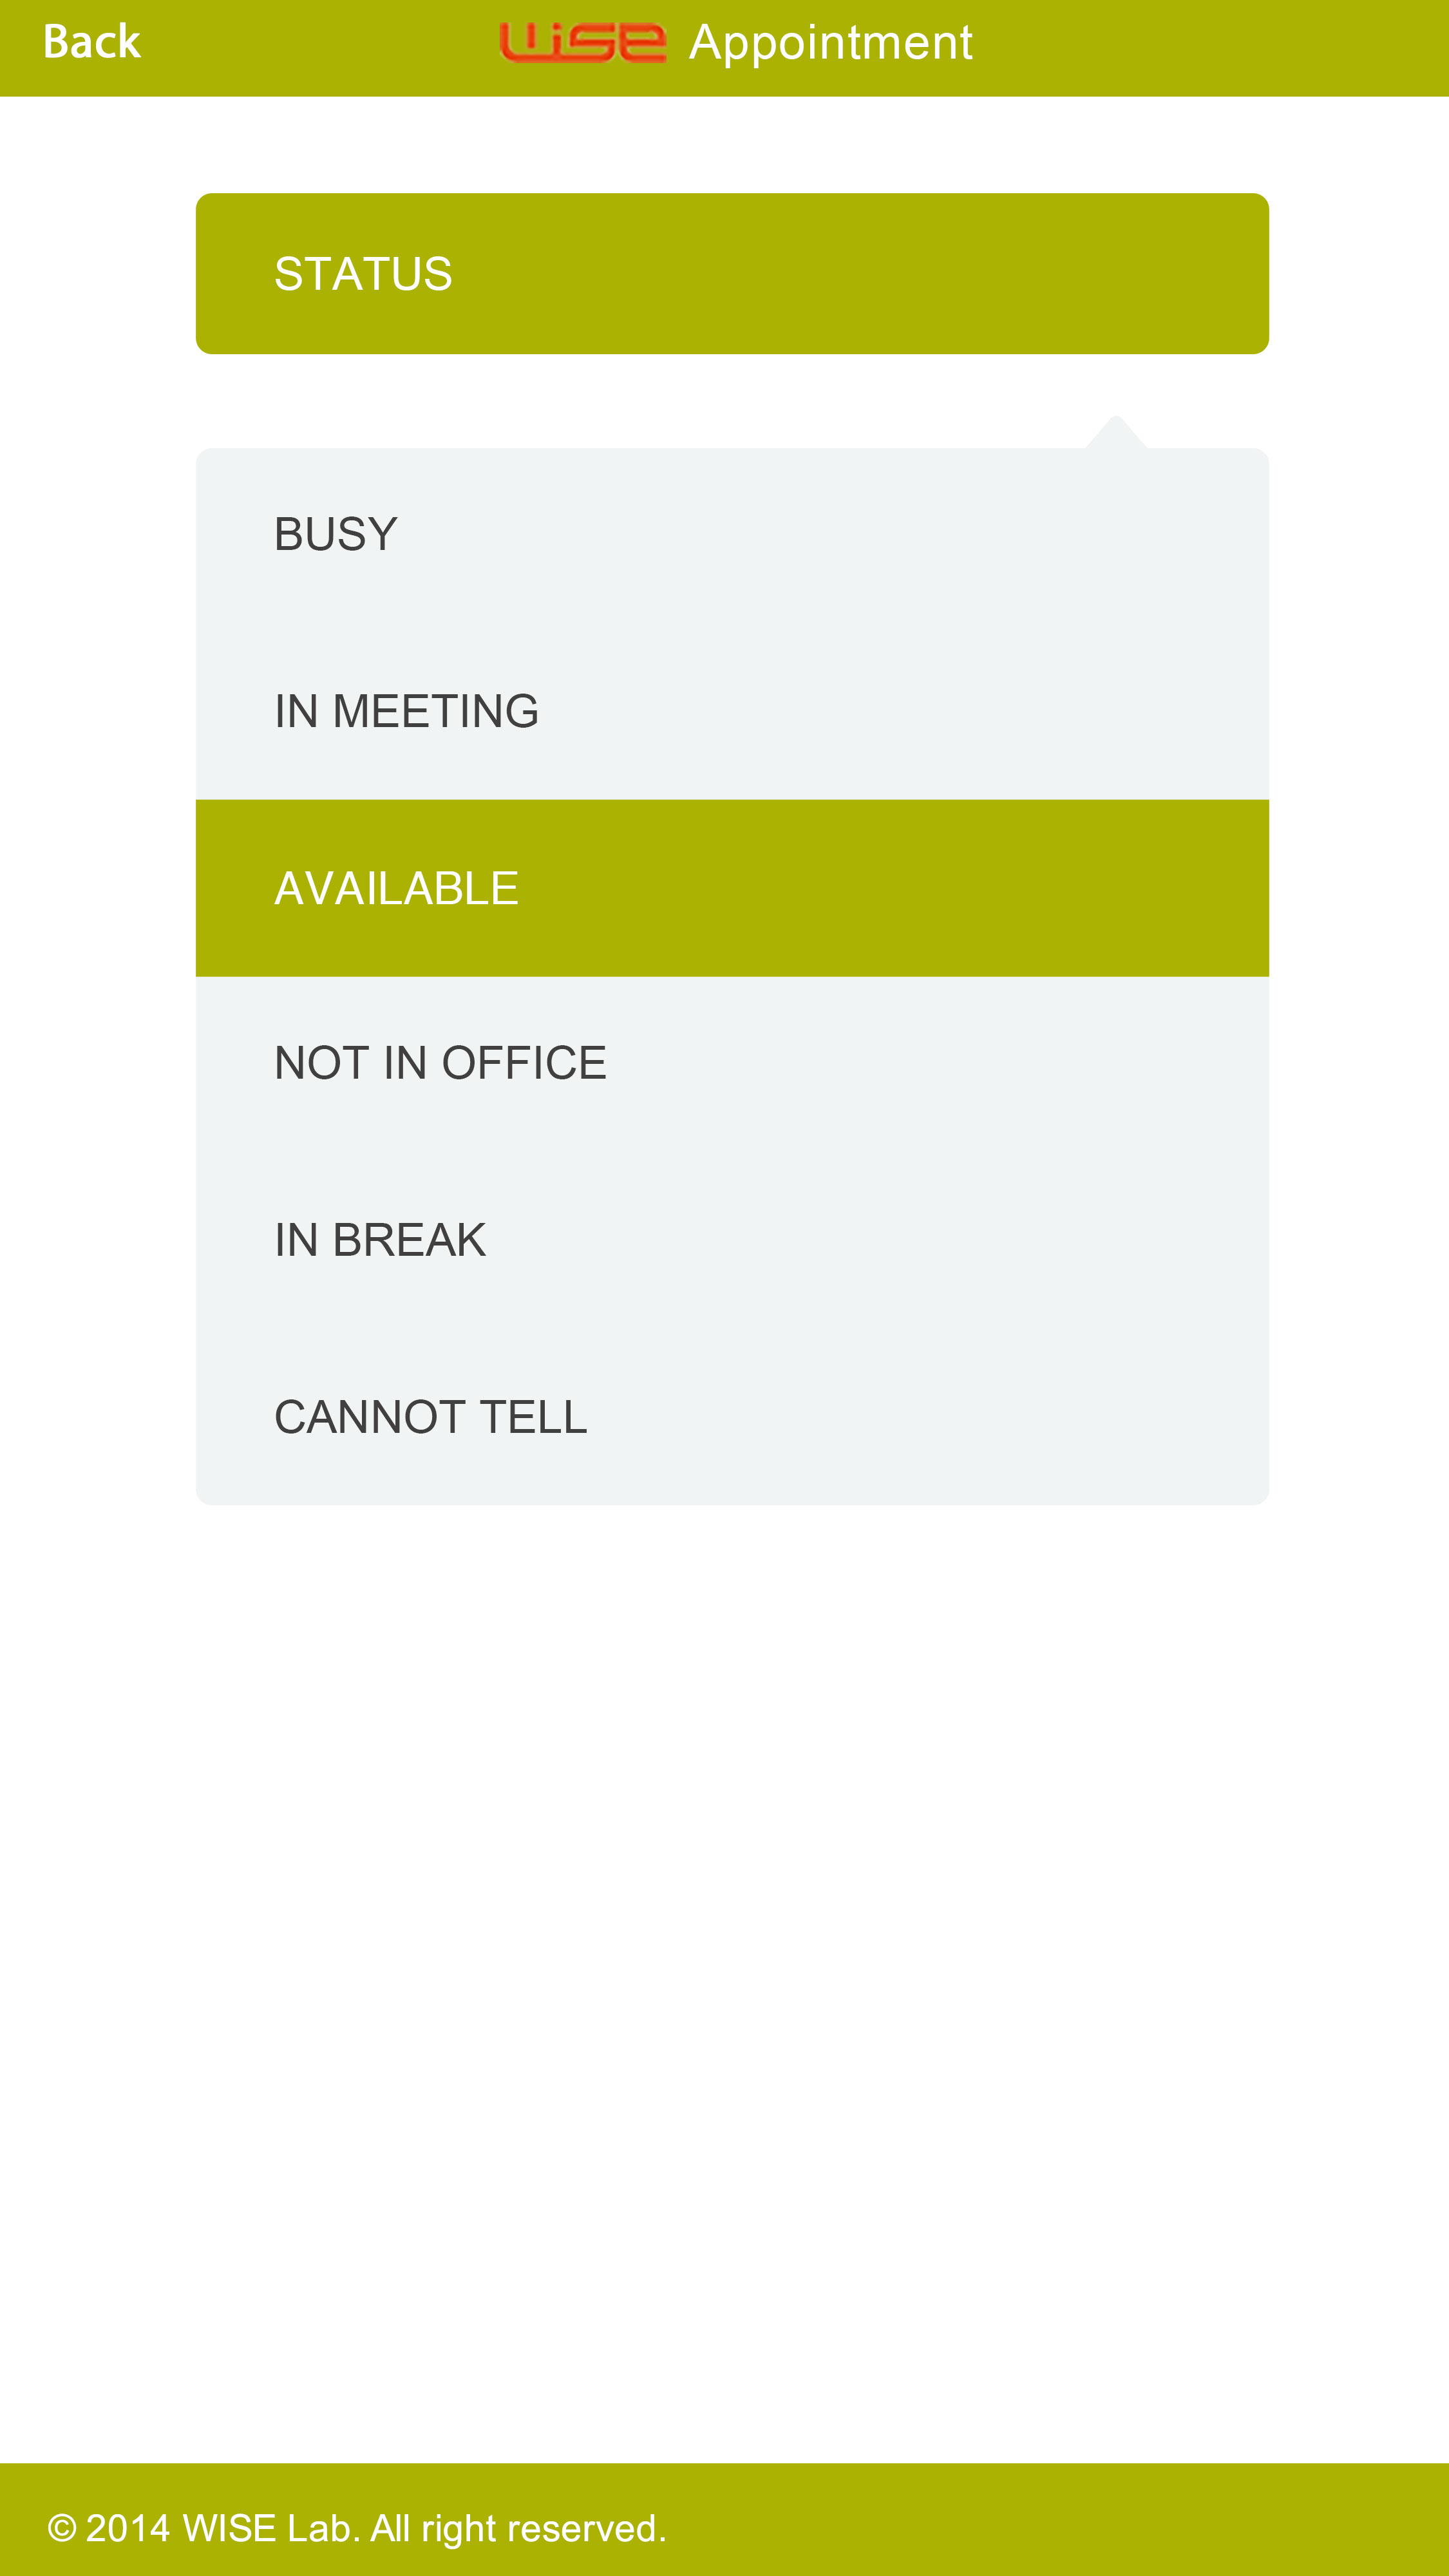 Back
wise Appointment
STATUS
BUSY
IN MEETING
AVAILABLE
NOT IN OFFICE
IN BREAK
CANNOT TELL
© 2014 WISE Lab. All right reserved.